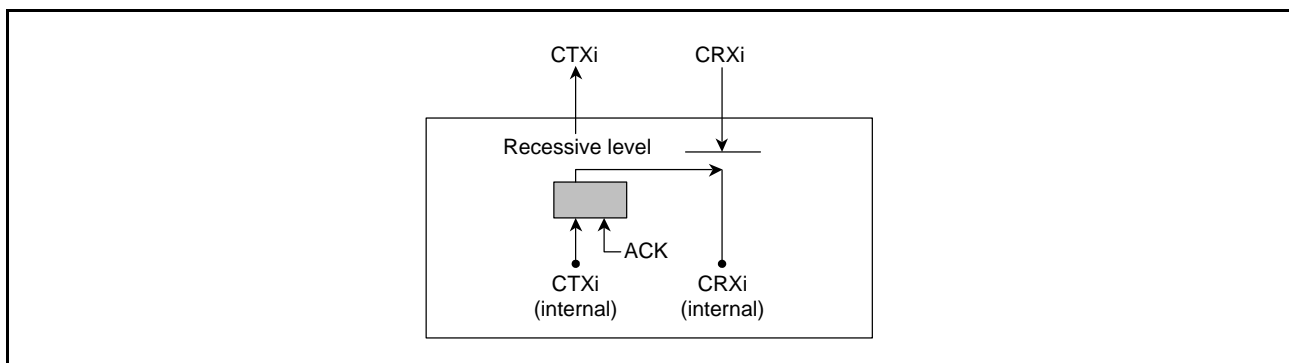 CTXi
CRXi
Recessive level
ACK
CTXi
(internal)
CRXi
(internal)